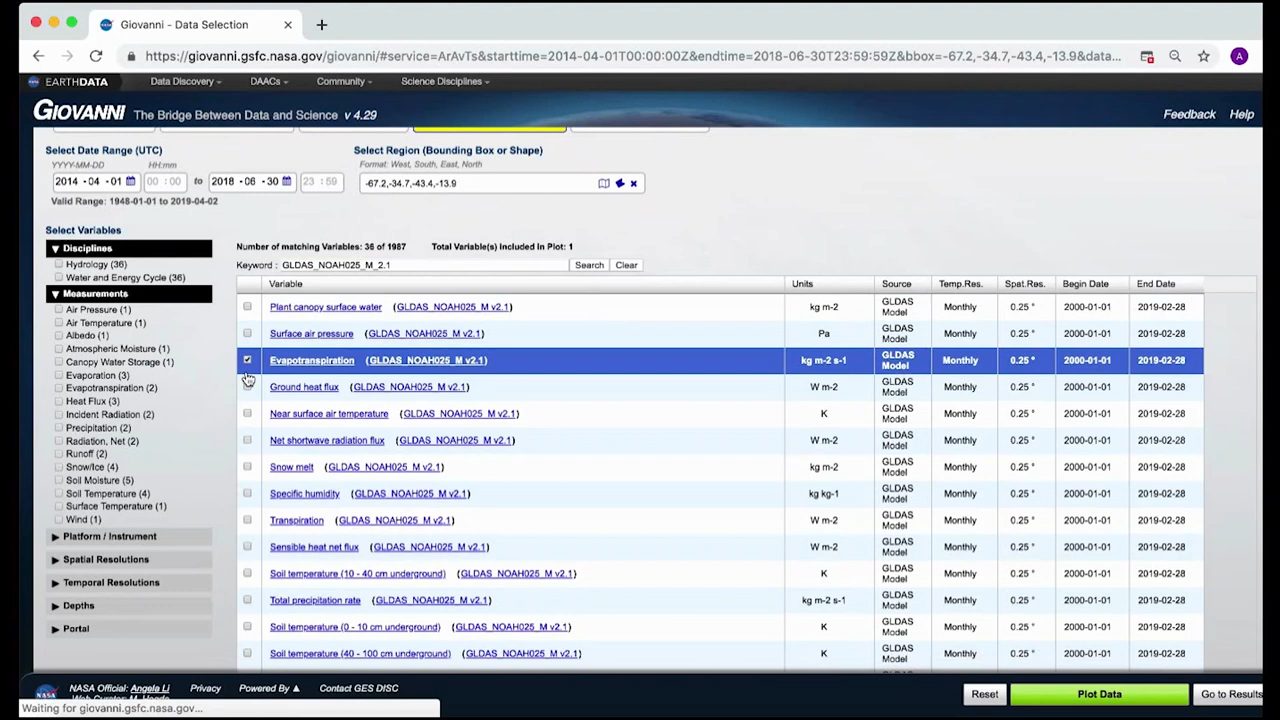 Giovanni - Data Selection
https://giovanni.gsfc.nasa.gov/giovanni/#service=ArAvTs&starttime=2014-04-01T00:00:00Z&endtime=2018-06-30T23:59:59Z&bbox=-67.2,-34.7,-43.4,-13.9&data...
A
EARTHDATA Data Discovery DAACs Community Science Disciplines
GIOVANNI The Bridge Between Data and Science v 4.29 Feedback Help
Select Date Range (UTC) Select Region (Bounding Box or Shape)
YYYY-MM-DD HH:mm Format: West, South, East, North
2014 - 04 - 01 00 : 00 to 2018 - 06 - 30 23 : 59 -67.2,-34.7,-43.4,-13.9
Valid Range: 1948-01-01 to 2019-04-02
Select Variables
Disciplines
Hydrology (36)
Water and Energy Cycle (36)
Measurements
Air Pressure (1)
Air Temperature (1)
Albedo (1)
Atmospheric Moisture (1)
Canopy Water Storage (1)
Evaporation (3)
Evapotranspiration (2)
Heat Flux (3)
Incident Radiation (2)
Precipitation (2)
Radiation, Net (2)
Runoff (2)
Snow/Ice (4)
Soil Moisture (5)
Soil Temperature (4)
Surface Temperature (1)
Wind (1)
Platform / Instrument
Spatial Resolutions
Temporal Resolutions
Depths
Portal
Number of matching Variables: 36 of 1987 Total Variable(s) Included In Plot: 1
Keyword : GLDAS_NOAH025_M_2.1 Search Clear
Variable Units Source Temp.Res. Spat.Res. Begin Date End Date
Plant canopy surface water (GLDAS_NOAH025_M v2.1) kg m-2 GLDAS Model Monthly 0.25 ° 2000-01-01 2019-02-28
Surface air pressure (GLDAS_NOAH025_M v2.1) Pa GLDAS Model Monthly 0.25 ° 2000-01-01 2019-02-28
Evapotranspiration (GLDAS_NOAH025_M v2.1) kg m-2 s-1 GLDAS Model Monthly 0.25 ° 2000-01-01 2019-02-28
Ground heat flux (GLDAS_NOAH025_M v2.1) W m-2 GLDAS Model Monthly 0.25 ° 2000-01-01 2019-02-28
Near surface air temperature (GLDAS_NOAH025_M v2.1) K GLDAS Model Monthly 0.25 ° 2000-01-01 2019-02-28
Net shortwave radiation flux (GLDAS_NOAH025_M v2.1) W m-2 GLDAS Model Monthly 0.25 ° 2000-01-01 2019-02-28
Snow melt (GLDAS_NOAH025_M v2.1) kg m-2 GLDAS Model Monthly 0.25 ° 2000-01-01 2019-02-28
Specific humidity (GLDAS_NOAH025_M v2.1) kg kg-1 GLDAS Model Monthly 0.25 ° 2000-01-01 2019-02-28
Transpiration (GLDAS_NOAH025_M v2.1) W m-2 GLDAS Model Monthly 0.25 ° 2000-01-01 2019-02-28
Sensible heat net flux (GLDAS_NOAH025_M v2.1) W m-2 GLDAS Model Monthly 0.25 ° 2000-01-01 2019-02-28
Soil temperature (10 - 40 cm underground) (GLDAS_NOAH025_M v2.1) K GLDAS Model Monthly 0.25 ° 2000-01-01 2019-02-28
Total precipitation rate (GLDAS_NOAH025_M v2.1) kg m-2 s-1 GLDAS Model Monthly 0.25 ° 2000-01-01 2019-02-28
Soil temperature (0 - 10 cm underground) (GLDAS_NOAH025_M v2.1) K GLDAS Model Monthly 0.25 ° 2000-01-01 2019-02-28
Soil temperature (40 - 100 cm underground) (GLDAS_NOAH025_M v2.1) K GLDAS Model Monthly 0.25 ° 2000-01-01 2019-02-28
NASA Official: Angela Li Privacy Powered By Contact GES DISC Reset Plot Data Go to Results
Waiting for giovanni.gsfc.nasa.gov...